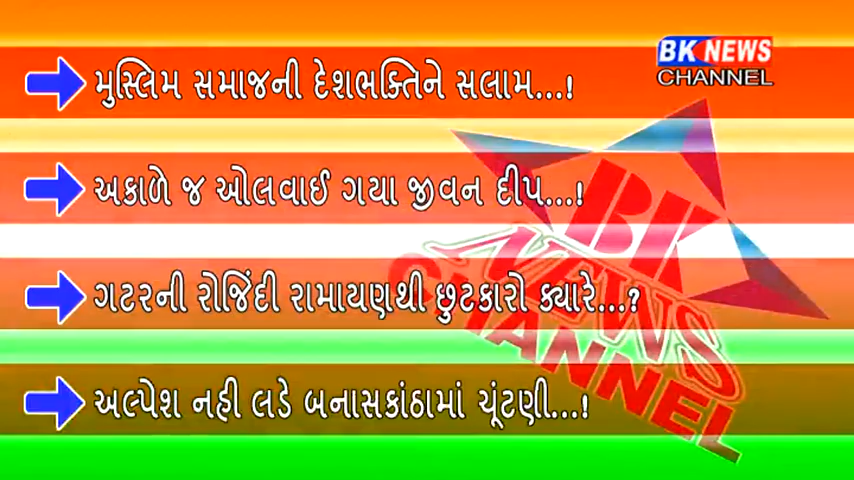 BK NEWS
CHANNEL
મુસ્લિમ સમાજની દેશભક્તિને સલામ...!
અકાળે જ ઓલવાઈ ગયા જીવન દીપ...!
ગટરની રોજિંદી રામાયણથી છુટકારો ક્યારે...?
અલ્પેશ નહી લડે બનાસકાંઠામાં ચૂંટણી...!
BK
NEWS
CHANNEL